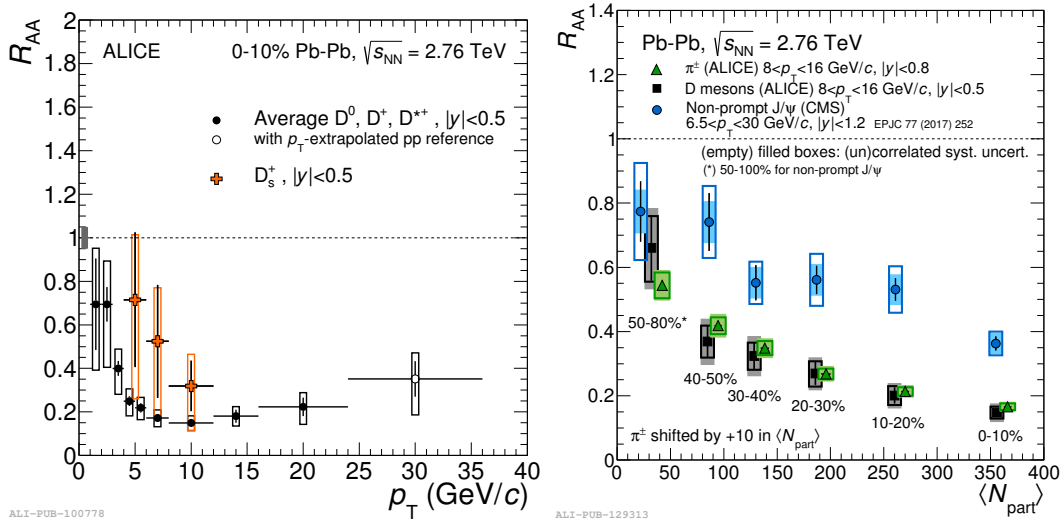 R_AA
2
1.8
1.6
1.4
1.2
1
0.8
0.6
0.4
0.2
0
ALICE
0-10% Pb-Pb, √s_NN = 2.76 TeV
Average D⁰, D⁺, D*⁺ , |y|<0.5
with p_T-extrapolated pp reference
D_s⁺ , |y|<0.5
0 5 10 15 20 25 30 35 40
p_T (GeV/c)
ALI-PUB-100778
R_AA
1.4
1.2
1
0.8
0.6
0.4
0.2
0.0
Pb-Pb, √s_NN = 2.76 TeV
π± (ALICE) 8<p_T<16 GeV/c, |y|<0.8
D mesons (ALICE) 8<p_T<16 GeV/c, |y|<0.5
Non-prompt J/ψ (CMS)
6.5<p_T<30 GeV/c, |y|<1.2 EPJC 77 (2017) 252
(empty) filled boxes: (un)correlated syst. uncert.
(*) 50-100% for non-prompt J/ψ
50-80%*
40-50%
30-40%
20-30%
10-20%
0-10%
π± shifted by +10 in ⟨N_part⟩
0 50 100 150 200 250 300 350 400
⟨N_part⟩
ALI-PUB-129313